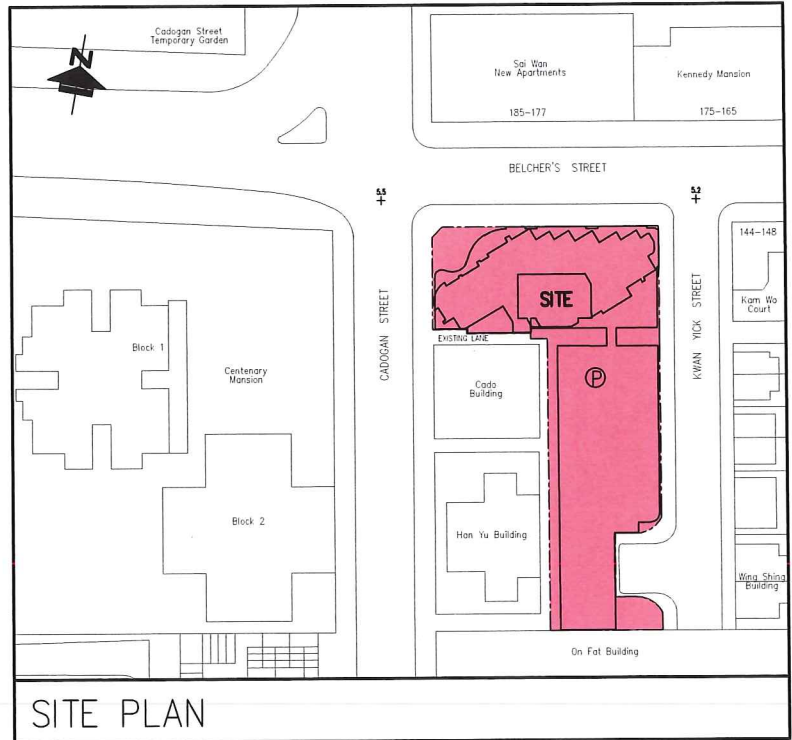 Cadogan Street
Temporary Garden
N
Sai Wan
New Apartments
185-177
Kennedy Mansion
175-165
BELCHER'S STREET
5.5
+
5.2
+
144-148
Kam Wo
Court
CADOGAN STREET
KWAN YICK STREET
SITE
EXISTING LANE
Block 1
Centenary
Mansion
Cado
Building
P
Block 2
Han Yu Building
Wing Shing
Building
On Fat Building
SITE PLAN